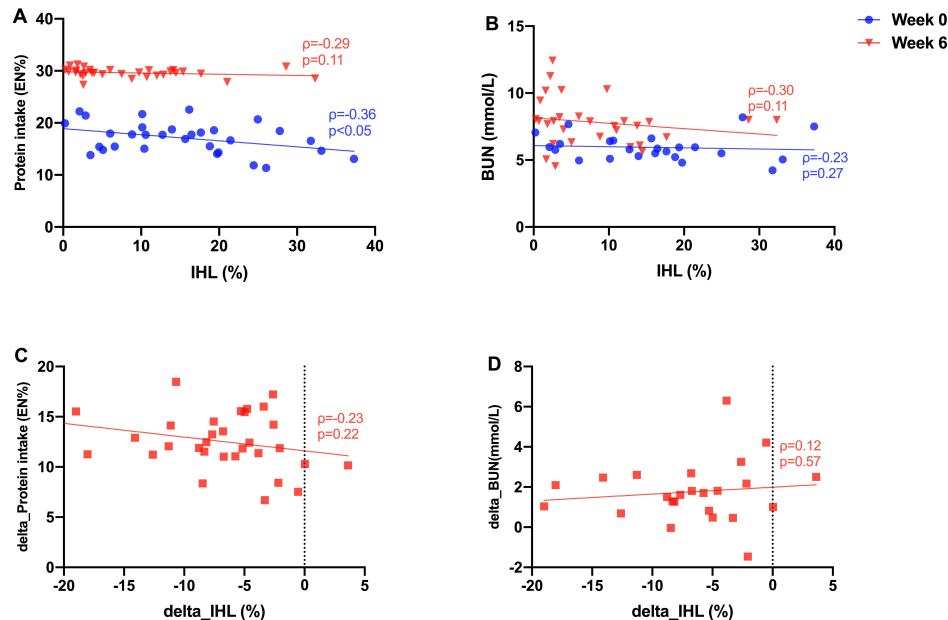 A
Protein intake (EN%)
40
30
20
10
0
0 10 20 30 40
IHL (%)
ρ=-0.29
p=0.11
ρ=-0.36
p<0.05
B
BUN (mmol/L)
15
10
5
0
0 10 20 30 40
IHL (%)
ρ=-0.30
p=0.11
ρ=-0.23
p=0.27
Week 0
Week 6
C
delta_Protein intake (EN%)
20
15
10
5
0
-20 -15 -10 -5 0 5
delta_IHL (%)
ρ=-0.23
p=0.22
D
delta_BUN(mmol/L)
8
6
4
2
0
-2
-20 -15 -10 -5 0 5
delta_IHL (%)
ρ=0.12
p=0.57